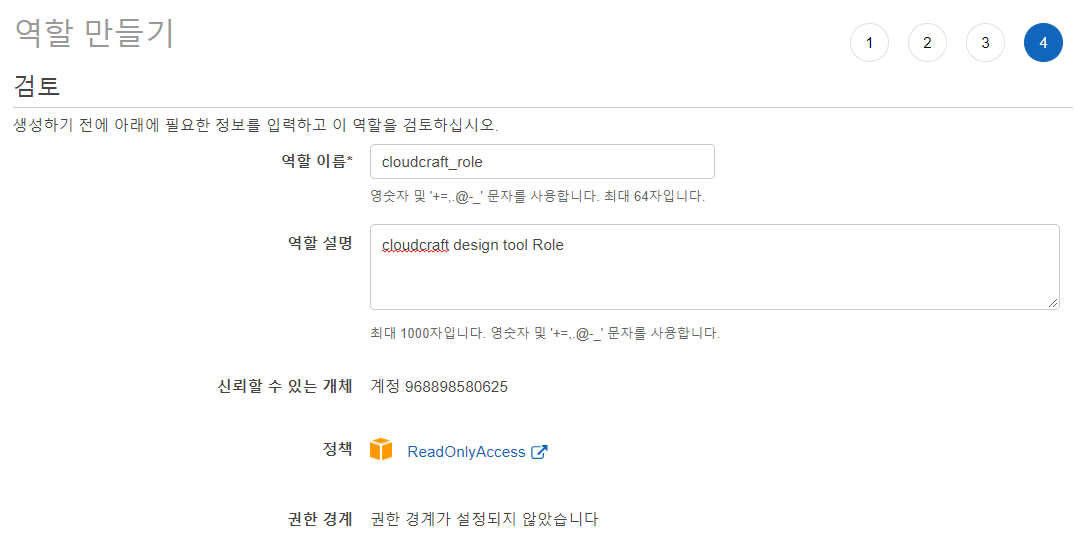 역할 만들기
1 2 3 4
검토
생성하기 전에 아래에 필요한 정보를 입력하고 이 역할을 검토하십시오.
역할 이름* cloudcraft_role
영숫자 및 '+=,.@-_' 문자를 사용합니다. 최대 64자입니다.
역할 설명 cloudcraft design tool Role
최대 1000자입니다. 영숫자 및 '+=,.@-_' 문자를 사용합니다.
신뢰할 수 있는 개체 계정 968898580625
정책 ReadOnlyAccess
권한 경계 권한 경계가 설정되지 않았습니다